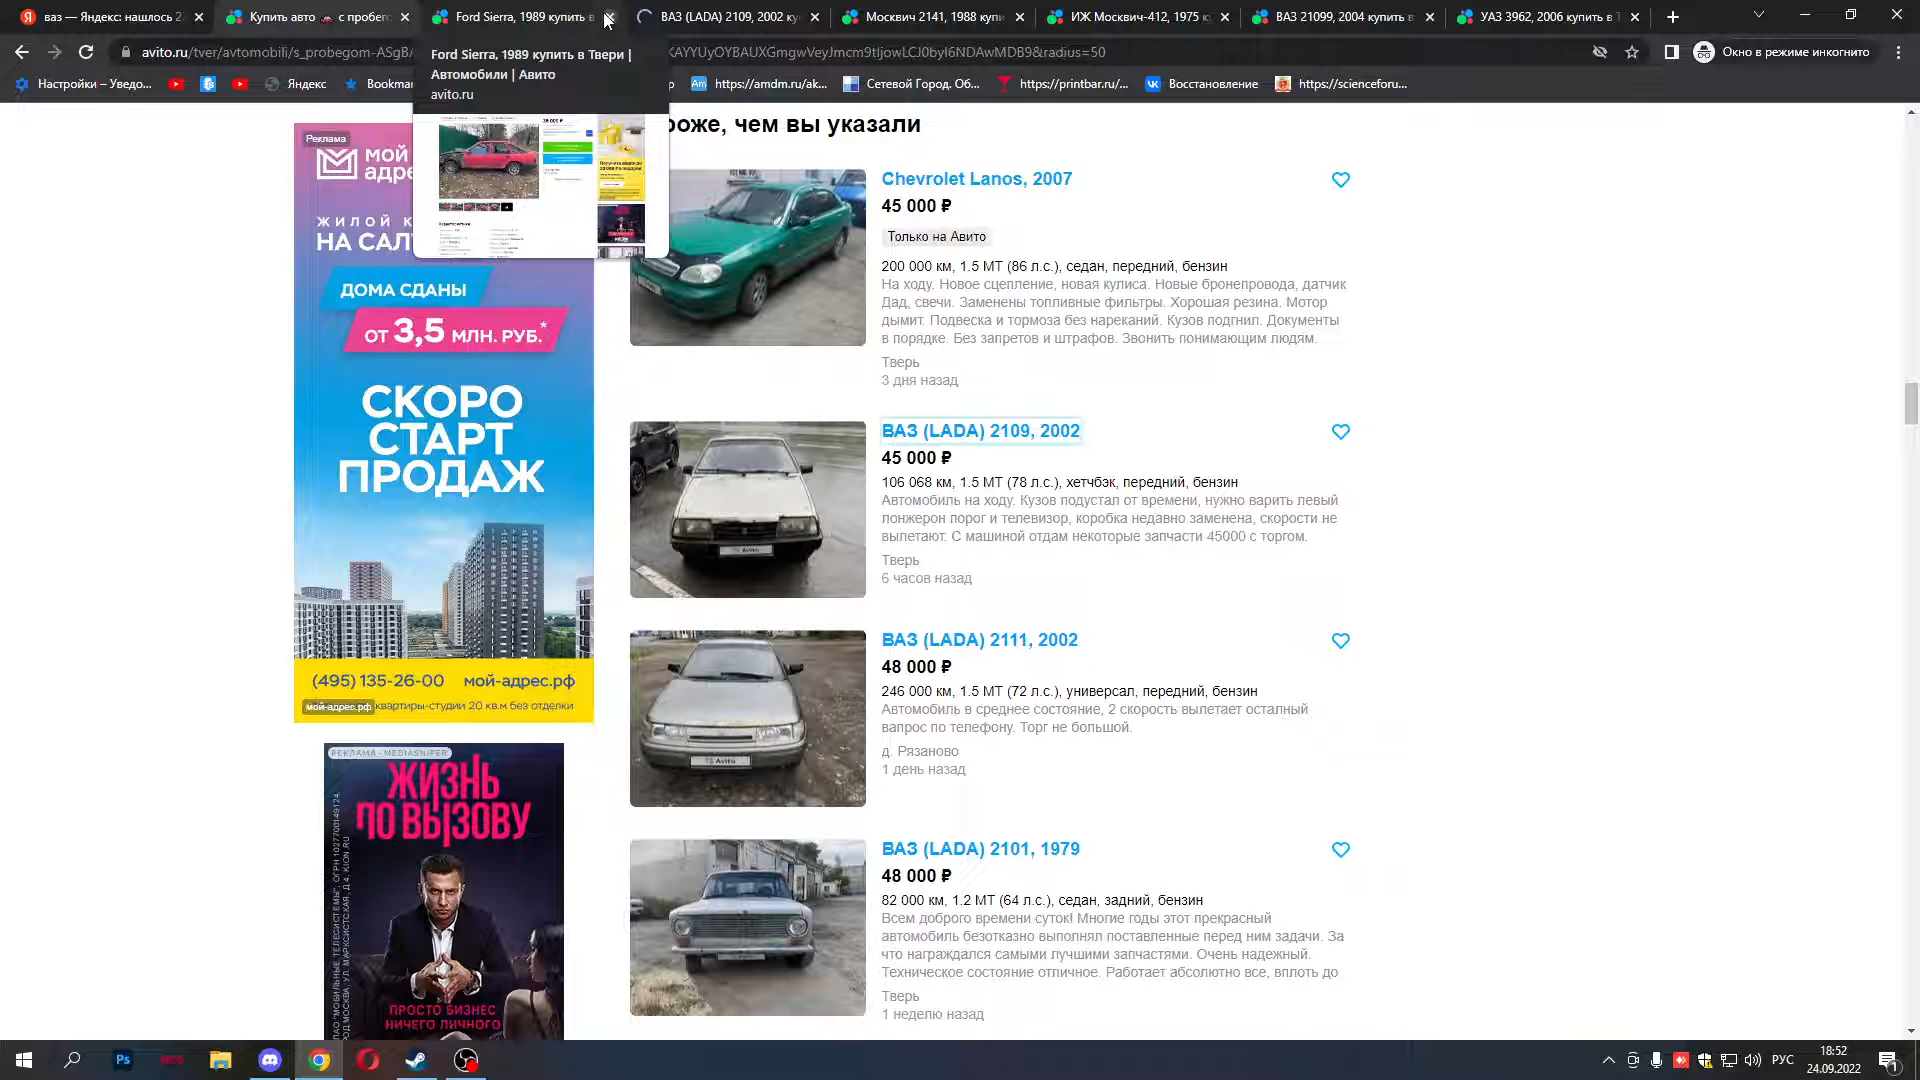 ваз — Яндекс: нашлось 2
Купить авто 🚗 с пробего
Ford Sierra, 1989 купить в
ВАЗ (LADA) 2109, 2002 ку
Москвич 2141, 1988 купи
ИЖ Москвич-412, 1975 к
ВАЗ 21099, 2004 купить в
УАЗ 3962, 2006 купить в Т
avito.ru/tver/avtomobili/s_probegom-ASgBA
KAYYUyOYBAUXGmgwVeyJmcm9tIjowLCJ0byI6NDAwMDB9&radius=50
Окно в режиме инкогнито
Ford Sierra, 1989 купить в Твери |
Автомобили | Авито
avito.ru
Настройки – Уведо...
Яндекс
Bookmar
https://amdm.ru/ak...
Сетевой Город. Об...
https://printbar.ru/...
Восстановление
https://scienceforu...
роже, чем вы указали
Реклама
МОЙ
адре
ЖИЛОЙ К
НА САЛ
ДОМА СДАНЫ
ОТ 3,5 МЛН. РУБ.*
СКОРО
СТАРТ
ПРОДАЖ
(495) 135-26-00 мой-адрес.рф
мой-адрес.рф
квартиры-студии 20 кв.м без отделки
РЕКЛАМА • MEDIASNIPER
ЖИЗНЬ
ПО ВЫЗОВУ
ПРОСТО БИЗНЕС
НИЧЕГО ЛИЧНОГО
Chevrolet Lanos, 2007
45 000 ₽
Только на Авито
200 000 км, 1.5 МТ (86 л.с.), седан, передний, бензин
На ходу. Новое сцепление, новая кулиса. Новые бронепровода, датчик
Дад, свечи. Заменены топливные фильтры. Хорошая резина. Мотор
дымит. Подвеска и тормоза без нареканий. Кузов подгнил. Документы
в порядке. Без запретов и штрафов. Звонить понимающим людям.
Тверь
3 дня назад
ВАЗ (LADA) 2109, 2002
45 000 ₽
106 068 км, 1.5 МТ (78 л.с.), хетчбэк, передний, бензин
Автомобиль на ходу. Кузов подустал от времени, нужно варить левый
лонжерон порог и телевизор, коробка недавно заменена, скорости не
вылетают. С машиной отдам некоторые запчасти 45000 с торгом.
Тверь
6 часов назад
ВАЗ (LADA) 2111, 2002
48 000 ₽
246 000 км, 1.5 МТ (72 л.с.), универсал, передний, бензин
Автомобиль в среднее состояние, 2 скорость вылетает осталный
вапрос по телефону. Торг не большой.
д. Рязаново
1 день назад
ВАЗ (LADA) 2101, 1979
48 000 ₽
82 000 км, 1.2 МТ (64 л.с.), седан, задний, бензин
Всем доброго времени суток! Многие годы этот прекрасный
автомобиль безотказно выполнял поставленные перед ним задачи. За
что награждался самыми лучшими запчастями. Очень надежный.
Техническое состояние отличное. Работает абсолютно все, вплоть до
Тверь
1 неделю назад
РУС
18:52
24.09.2022